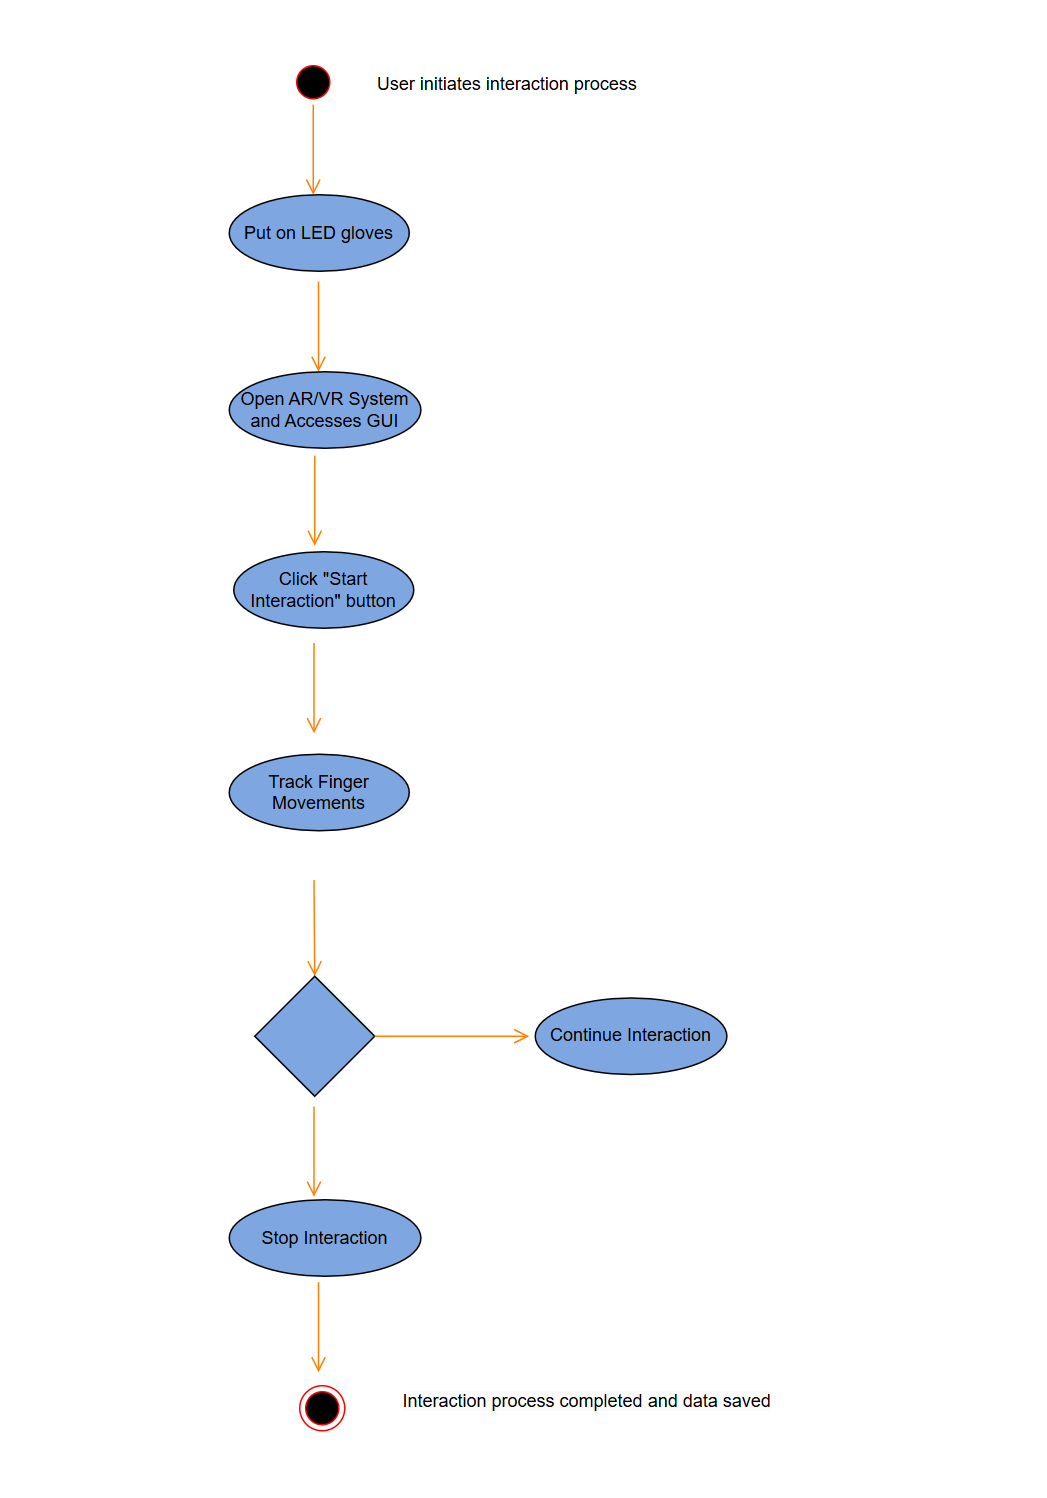 User initiates interaction process
Put on LED gloves
Open AR/VR System
and Accesses GUI
Click "Start
Interaction" button
Track Finger
Movements
Continue Interaction
Stop Interaction
Interaction process completed and data saved